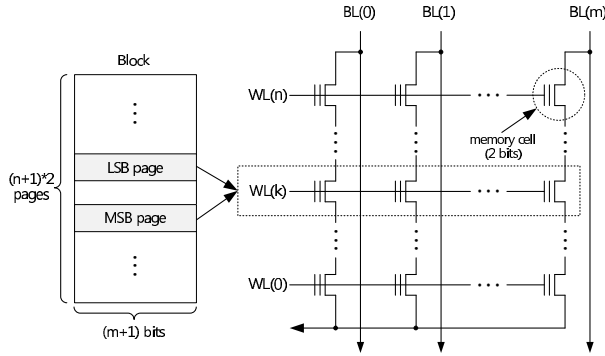 BL(0) BL(1) BL(m)
Block
WL(n)
memory cell
(2 bits)
(n+1)*2
pages
LSB page
WL(k)
MSB page
WL(0)
(m+1) bits